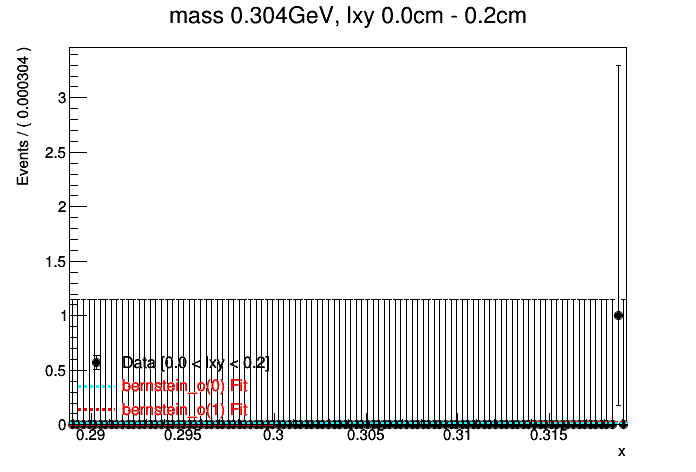 mass 0.304GeV, lxy 0.0cm - 0.2cm
Events / ( 0.000304 )
3
2.5
2
1.5
1
0.5
0
Data [0.0 < lxy < 0.2]
bernstein_o(0) Fit
bernstein_o(1) Fit
0.29 0.295 0.3 0.305 0.31 0.315
x